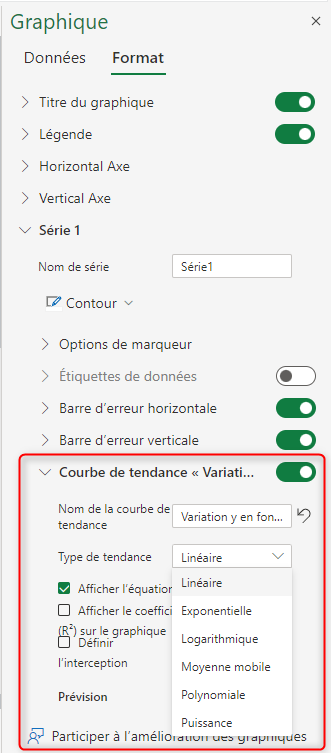 Graphique
Données Format
Titre du graphique
Légende
Horizontal Axe
Vertical Axe
Série 1
Nom de série Série1
Contour
Options de marqueur
Étiquettes de données
Barre d'erreur horizontale
Barre d'erreur verticale
Courbe de tendance « Variati...
Nom de la courbe de
tendance
Variation y en fon...
Type de tendance Linéaire
Linéaire
Afficher l'équation
Exponentielle
Afficher le coeffici
(R²) sur le graphique
Logarithmique
Définir
l'interception
Moyenne mobile
Prévision
Polynomiale
Puissance
Participer à l'amélioration des graphiques